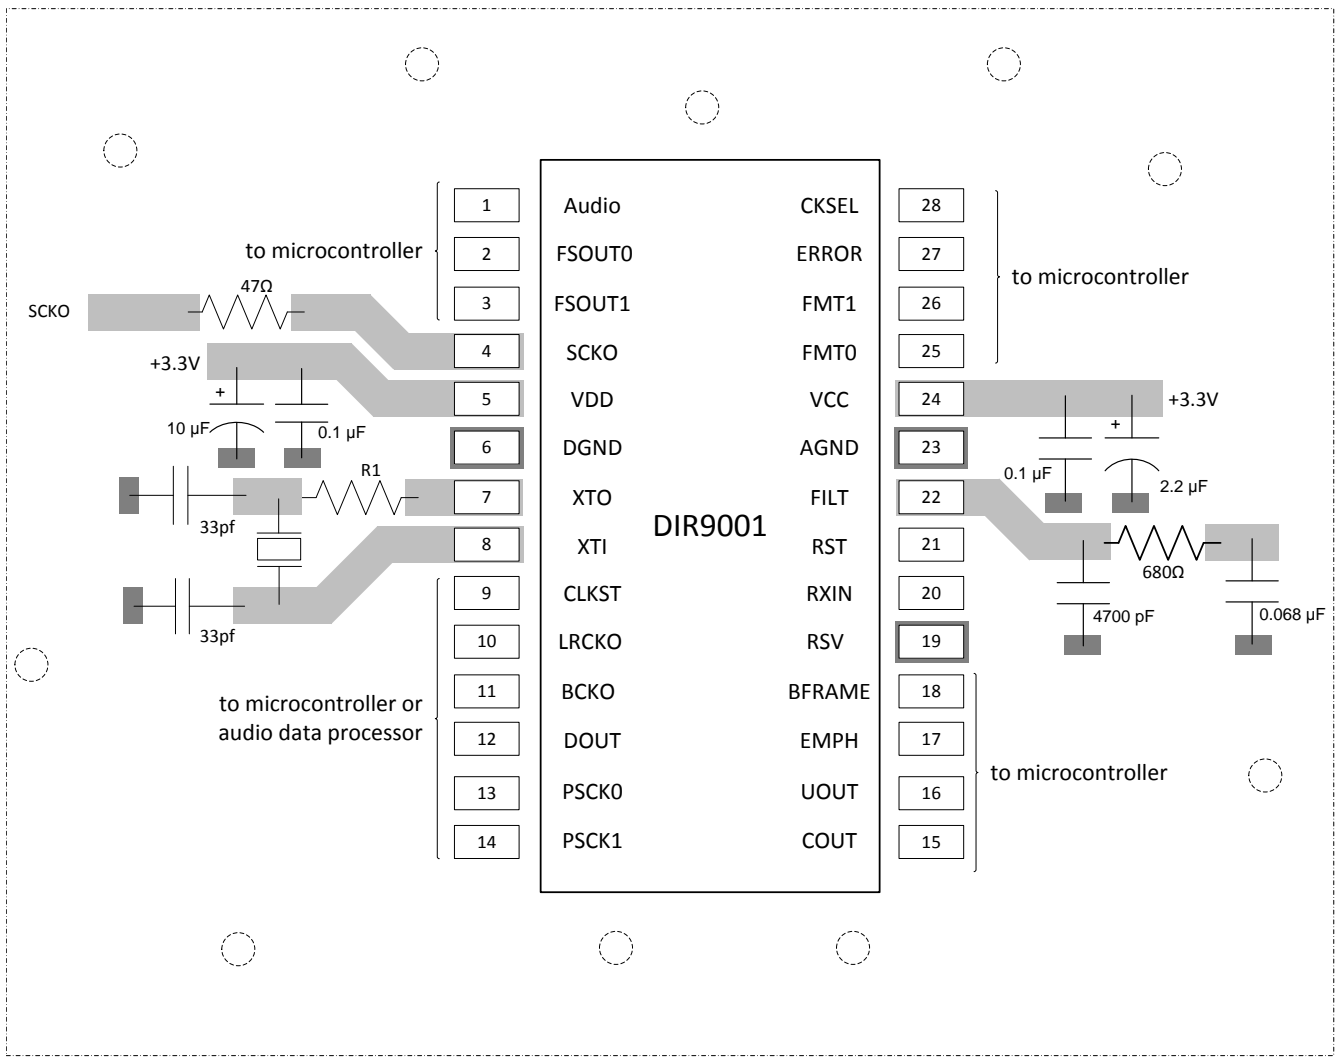 1 Audio CKSEL 28
to microcontroller 2 FSOUT0 ERROR 27 to microcontroller
47Ω
SCKO 3 FSOUT1 FMT1 26
4 SCKO FMT0 25
+3.3V
5 VDD VCC 24 +3.3V
+
10 µF 0.1 µF
+
6 DGND AGND 23
0.1 µF 2.2 µF
R1
7 XTO FILT 22
33pf
DIR9001
8 XTI RST 21
680Ω
9 CLKST RXIN 20
4700 pF 0.068 µF
33pf
10 LRCKO RSV 19
11 BCKO BFRAME 18
to microcontroller or
audio data processor
12 DOUT EMPH 17
to microcontroller
13 PSCK0 UOUT 16
14 PSCK1 COUT 15